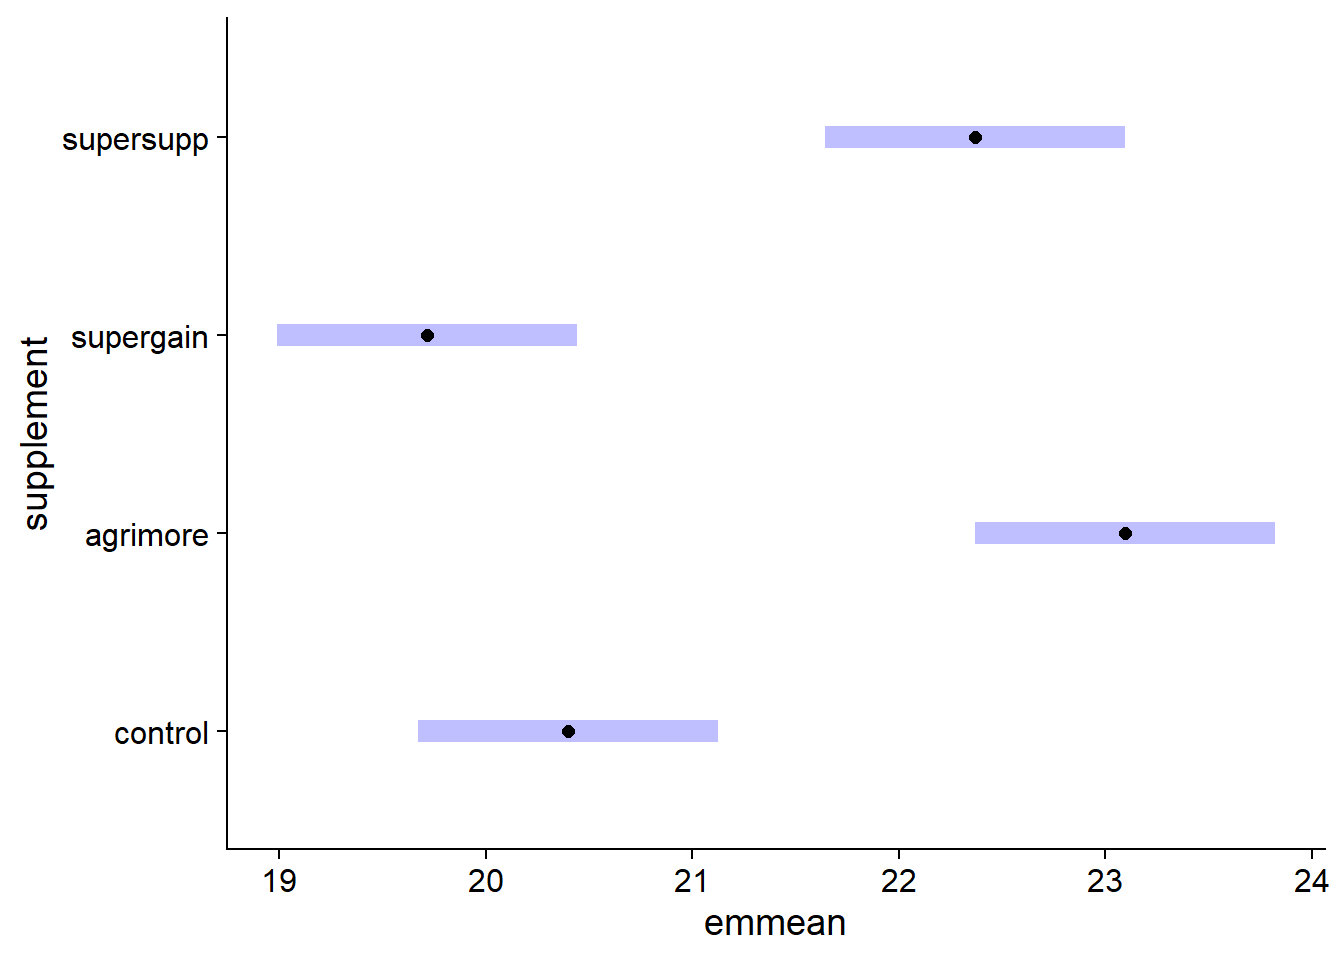 supersupp
supergain
agrimore
control
supplement
19 20 21 22 23 24
emmean